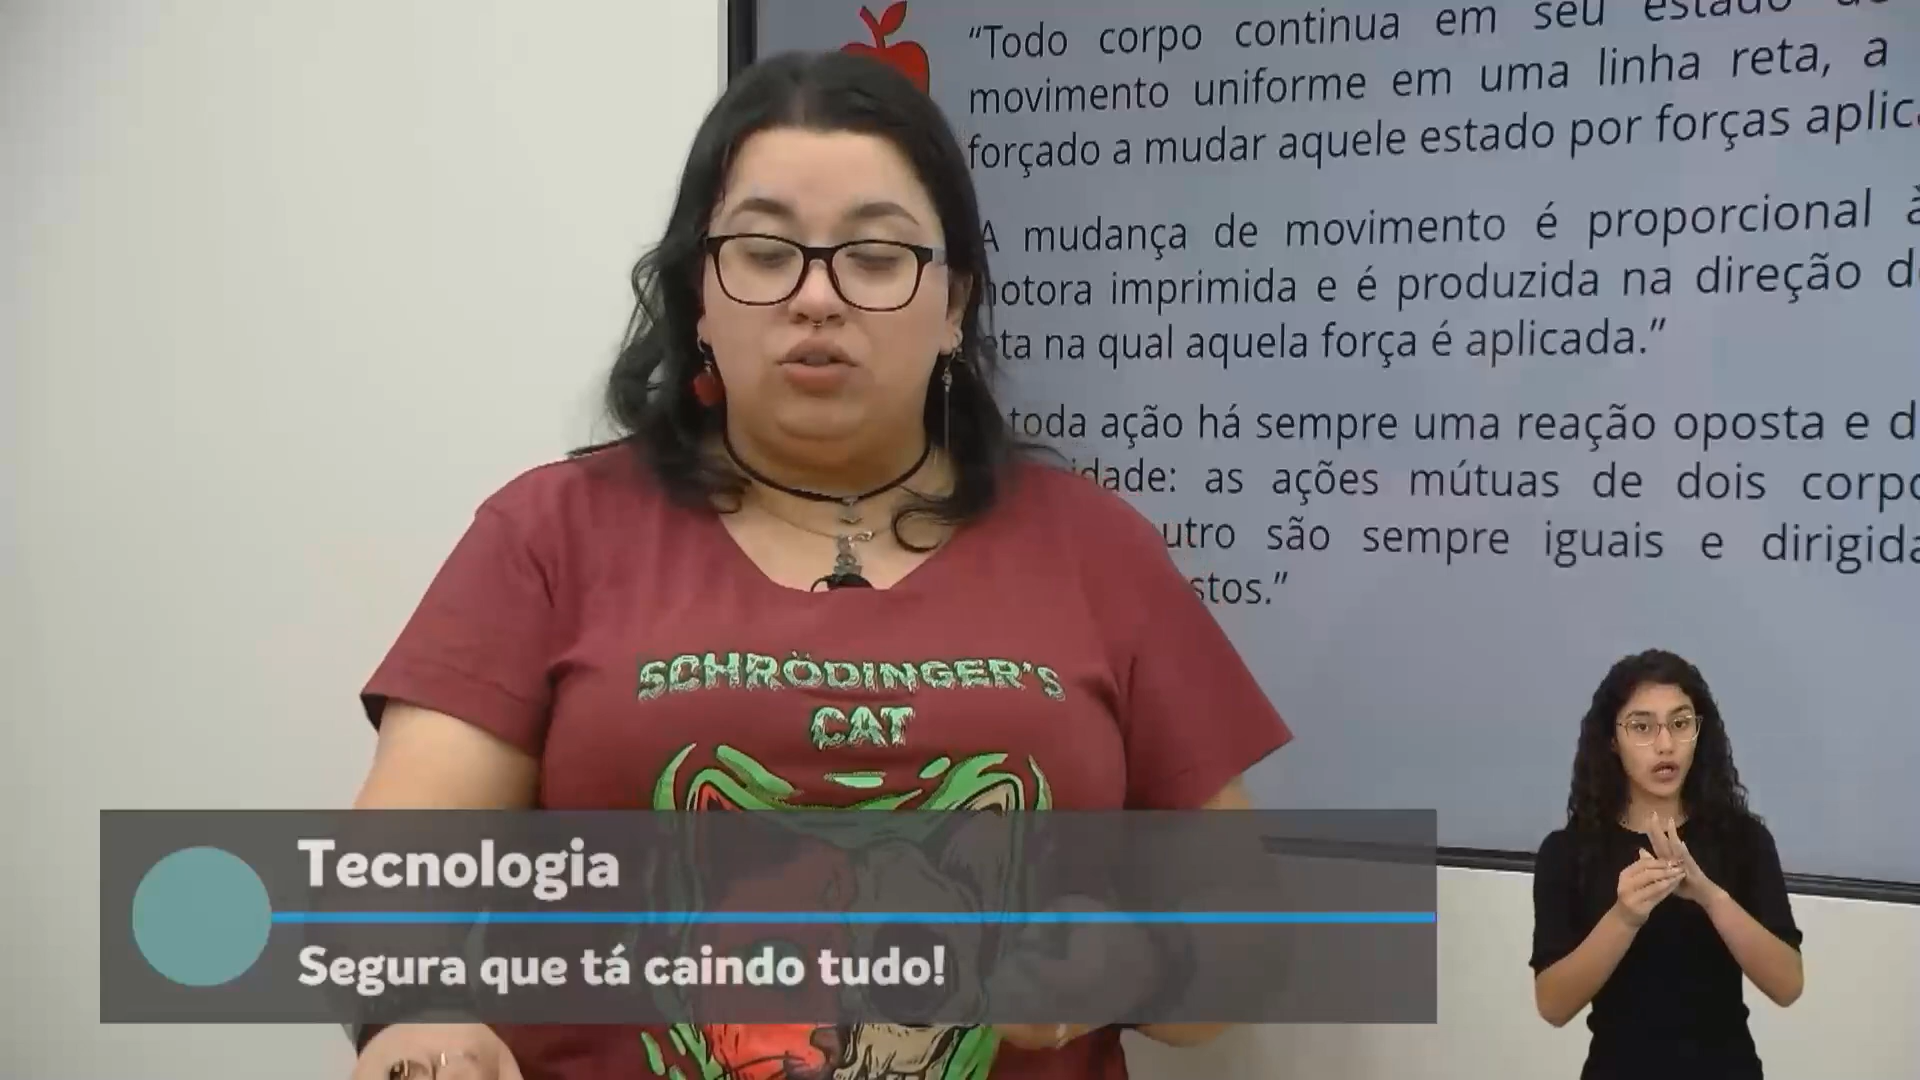 “Todo corpo continua em seu estado
movimento uniforme em uma linha reta, a
forçado a mudar aquele estado por forças
A mudança de movimento é proporcional
imprimida e é produzida na direção
na qual aquela força é aplicada.”
toda ação há sempre uma reação oposta e
as ações mútuas de dois
são sempre iguais e
SCHRÖDINGER'S
CAT
Tecnologia
Segura que tá caindo tudo!